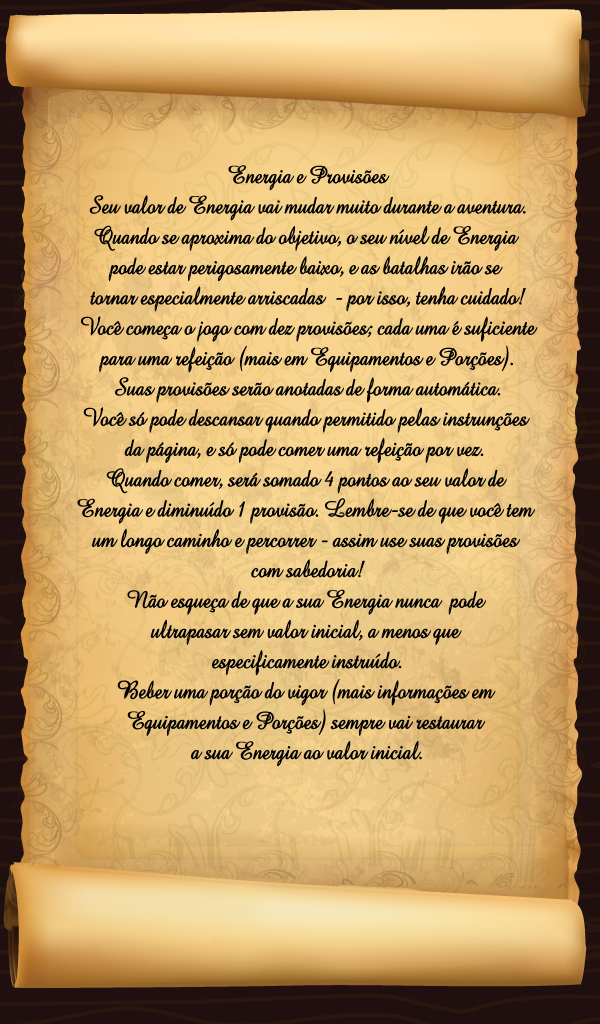 Energia e Provisões
Seu valor de Energia vai mudar muito durante a aventura.
Quando se aproxima do objetivo, o seu nível de Energia
pode estar perigosamente baixo, e as batalhas irão se
tornar especialmente arriscadas - por isso, tenha cuidado!
Você começa o jogo com dez provisões; cada uma é suficiente
para uma refeição (mais em Equipamentos e Porções).
Suas provisões serão anotadas de forma automática.
Você só pode descansar quando permitido pelas instrunções
da página, e só pode comer uma refeição por vez.
Quando comer, será somado 4 pontos ao seu valor de
Energia e diminuído 1 provisão. Lembre-se de que você tem
um longo caminho e percorrer - assim use suas provisões
com sabedoria!
Não esqueça de que a sua Energia nunca pode
ultrapasar sem valor inicial, a menos que
especificamente instruído.
Beber uma porção do vigor (mais informações em
Equipamentos e Porções) sempre vai restaurar
a sua Energia ao valor inicial.